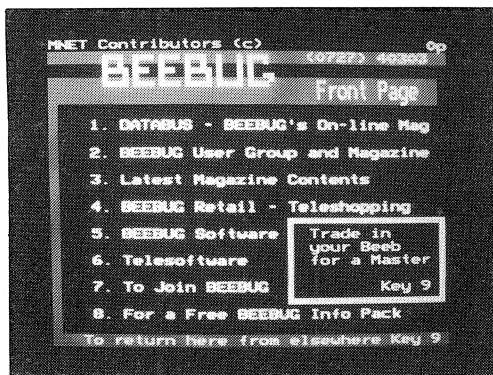 MNET Contributors (c) 0p
(0727) 40303
BEEBUG
Front Page
1. DATABUS - BEEBUG's On-line Mag
2. BEEBUG User Group and Magazine
3. Latest Magazine Contents
4. BEEBUG Retail - Teleshopping
5. BEEBUG Software
6. Telesoftware
7. To Join BEEBUG
8. For a Free BEEBUG Info Pack
Trade in
your Beeb
for a Master
Key 9
To return here from elsewhere Key 9